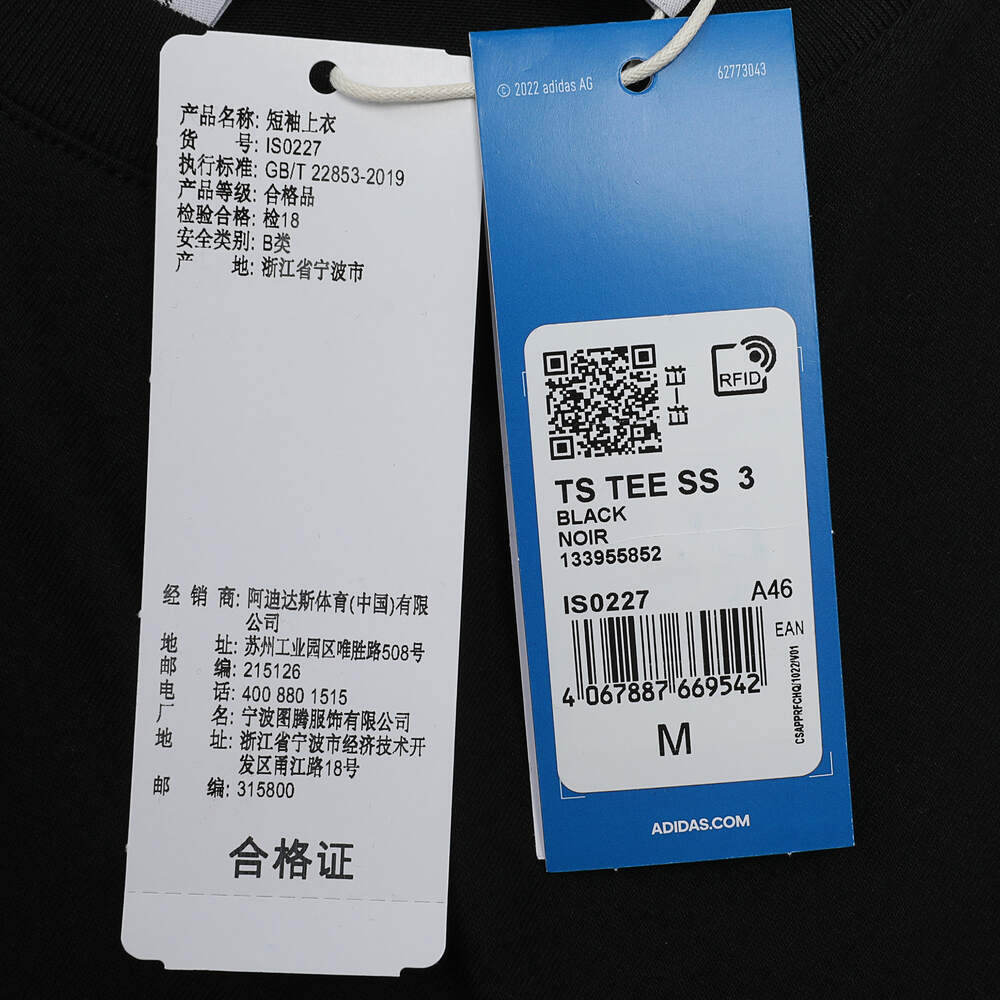 产品名称: 短袖上衣
货 号: IS0227
执行标准: GB/T 22853-2019
产品等级: 合格品
检验合格: 检18
安全类别: B类
产 地: 浙江省宁波市
经 销 商: 阿迪达斯体育(中国)有限
公司
地 址: 苏州工业园区唯胜路508号
邮 编: 215126
电 话: 400 880 1515
厂 名: 宁波图腾服饰有限公司
地 址: 浙江省宁波市经济技术开
发区甬江路18号
邮 编: 315800
合格证
© 2022 adidas AG
62773043
扫一扫
RFID
TS TEE SS 3
BLACK
NOIR
133955852
IS0227
A46
EAN
4 067887 669542
CSAPPRFCHQ/1022/V01
M
ADIDAS.COM